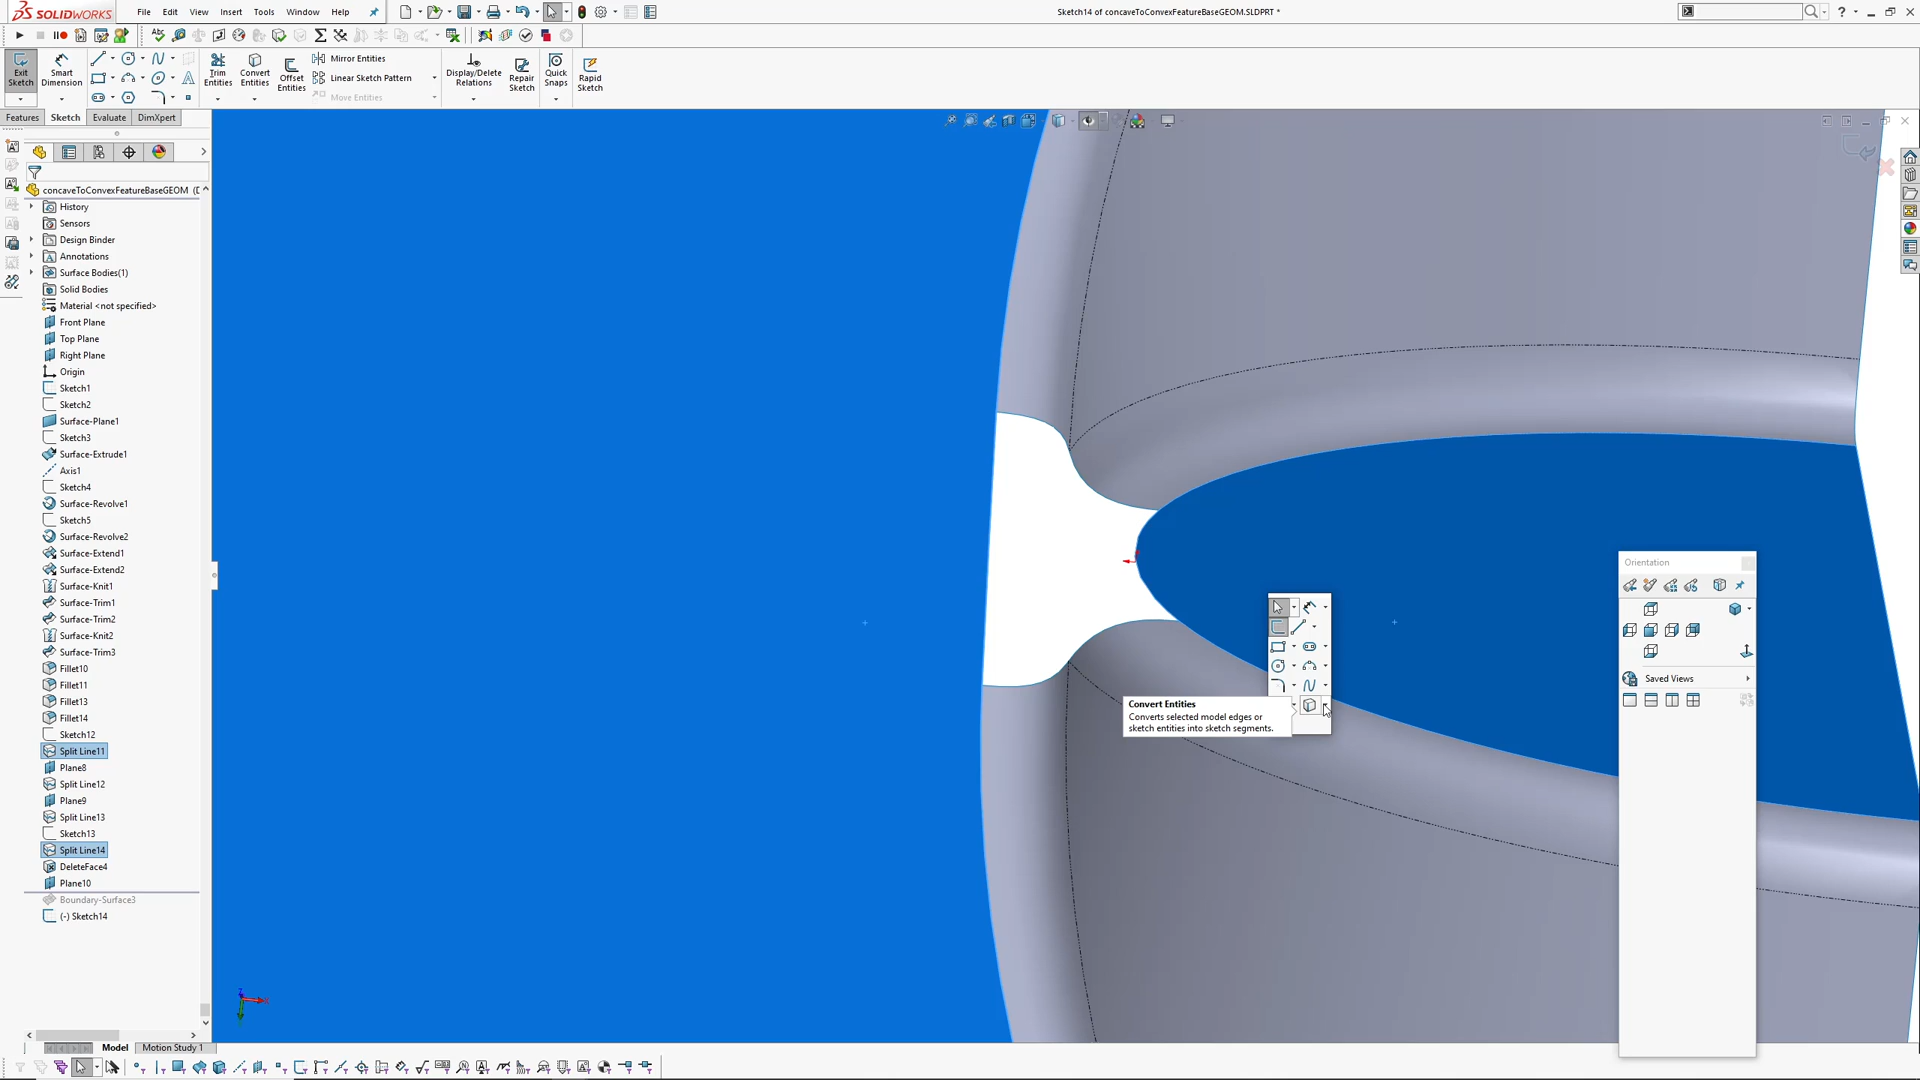 SOLIDWORKS
File
Edit
View
Insert
Tools
Window
Help
Sketch14 of concaveToConvexFeatureBaseGEOM.SLDPRT *
Exit
Sketch
Smart
Dimension
Trim
Entities
Convert
Entities
Offset
Entities
Mirror Entities
Linear Sketch Pattern
Move Entities
Display/Delete
Relations
Repair
Sketch
Quick
Snaps
Rapid
Sketch
Features
Sketch
Evaluate
DimXpert
concaveToConvexFeatureBaseGEOM (D
History
Sensors
Design Binder
Annotations
Surface Bodies(1)
Solid Bodies
Material <not specified>
Front Plane
Top Plane
Right Plane
Origin
Sketch1
Sketch2
Surface-Plane1
Sketch3
Surface-Extrude1
Axis1
Sketch4
Surface-Revolve1
Sketch5
Surface-Revolve2
Surface-Extend1
Surface-Extend2
Surface-Knit1
Surface-Trim1
Surface-Trim2
Surface-Knit2
Surface-Trim3
Fillet10
Fillet11
Fillet13
Fillet14
Sketch12
Split Line11
Plane8
Split Line12
Plane9
Split Line13
Sketch13
Split Line14
DeleteFace4
Plane10
Boundary-Surface3
(-) Sketch14
Convert Entities
Converts selected model edges or
sketch entities into sketch segments.
Orientation
Saved Views
Model
Motion Study 1